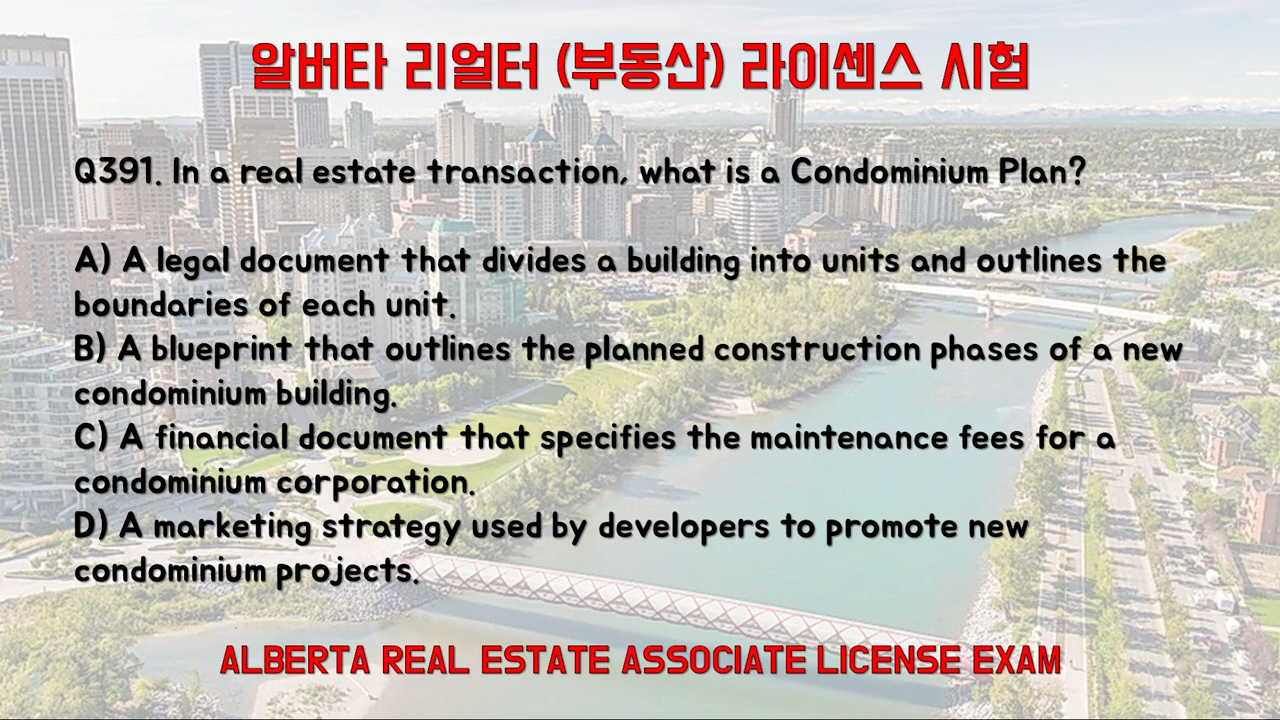 알버타 리얼터 (부동산) 라이센스 시험
Q391. In a real estate transaction, what is a Condominium Plan?
A) A legal document that divides a building into units and outlines the
boundaries of each unit.
B) A blueprint that outlines the planned construction phases of a new
condominium building.
C) A financial document that specifies the maintenance fees for a
condominium corporation.
D) A marketing strategy used by developers to promote new
condominium projects.
ALBERTA REAL ESTATE ASSOCIATE LICENSE EXAM